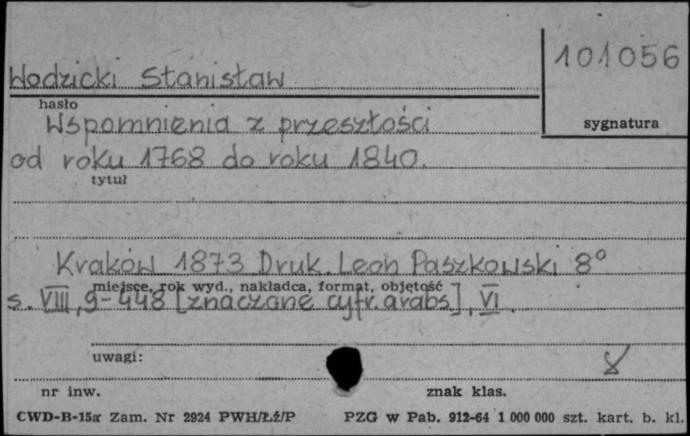 101056
Wodzicki Stanisław
hasło
sygnatura
Wspomnienia z przeszłości
od roku 1768 do roku 1840.
tytuł
Kraków 1873 Druk. Leon Paszkowski 8°
miejsce, rok wyd., nakładca, format, objętość
s. VIII, 9-448 [znaczone cyfr. arabs], VI.
uwagi:
nr inw.
znak klas.
CWD-B-15a Zam. Nr 2924 PWH/Łź/P
PZG w Pab. 912-64 1 000 000 szt. kart. b. kl.